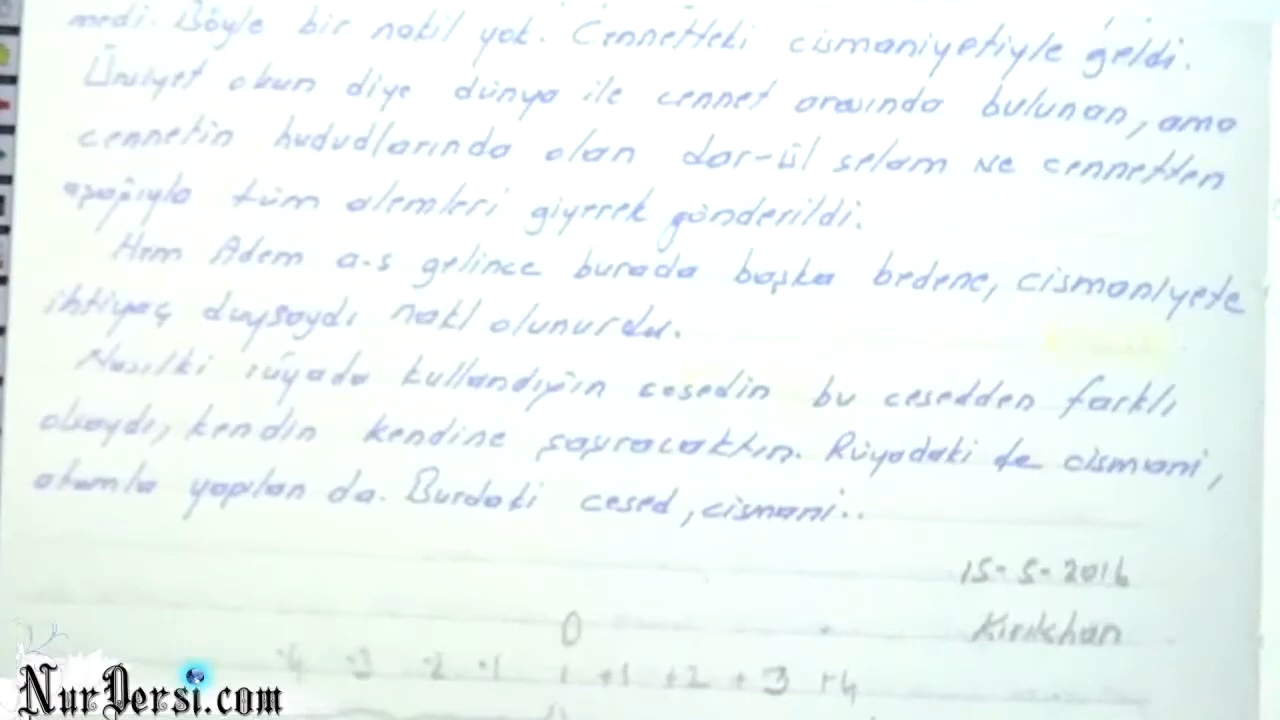 medi. Böyle bir nakil yok. Cennetteki cismaniyetiyle geldi.
Ünsiyet olsun diye dünya ile cennet arasında bulunan, ama
cennetin hududlarında olan dar-ül selam ve cennetten
aşağıyla tüm alemleri giyerek gönderildi.
Hem Adem a.s gelince burada başka bedene, cismaniyete
ihtiyaç duysaydı nakl olunurdu.
Nasılki rüyada kullandığın cesedin bu cesedden farklı
olsaydı, kendin kendine şaşıracaktın. Rüyadaki de cismani,
atomla yapılan da. Burdaki cesed, cismani..
15-5-2016
Kırıkhan
0
-4 -3 -2 -1 +1 +2 +3 +4
NurDersi.com